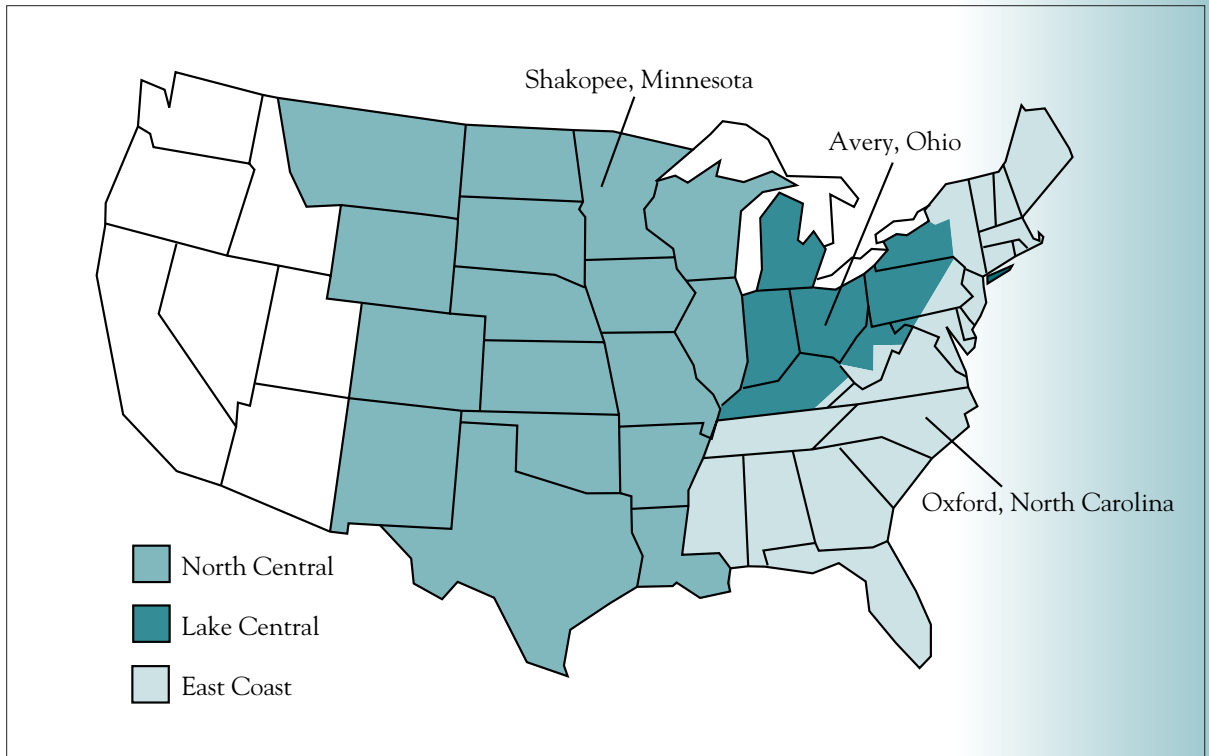 Shakopee, Minnesota
Avery, Ohio
Oxford, North Carolina
North Central
Lake Central
East Coast